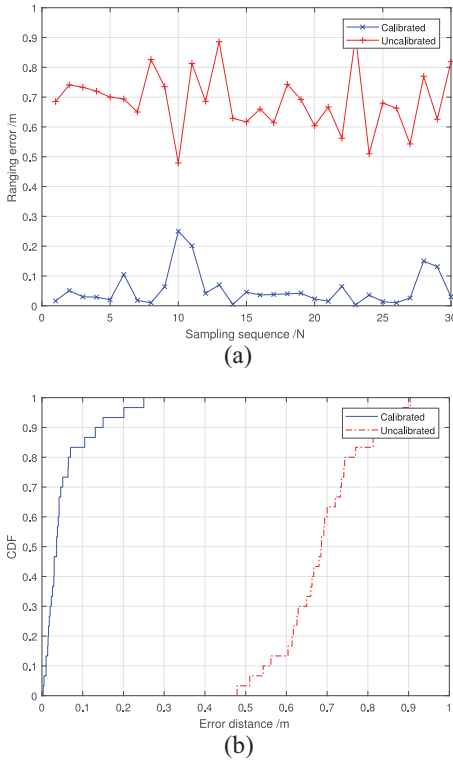 1
0.9
0.8
0.7
0.6
0.5
0.4
0.3
0.2
0.1
0
Ranging error /m
Calibrated
Uncalibrated
0 5 10 15 20 25 30
Sampling sequence /N
(a)
1
0.9
0.8
0.7
0.6
0.5
0.4
0.3
0.2
0.1
0
CDF
Calibrated
Uncalibrated
0 0.1 0.2 0.3 0.4 0.5 0.6 0.7 0.8 0.9 1
Error distance /m
(b)